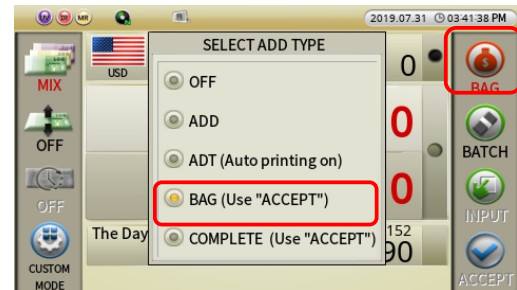 2019.07.31 03:41:38 PM
SELECT ADD TYPE
USD
0
MIX
OFF
BAG
ADD
0
OFF
BATCH
ADT (Auto printing on)
BAG (Use "ACCEPT")
0
OFF
INPUT
The Day
COMPLETE (Use "ACCEPT")
152
90
CUSTOM
MODE
ACCEPT